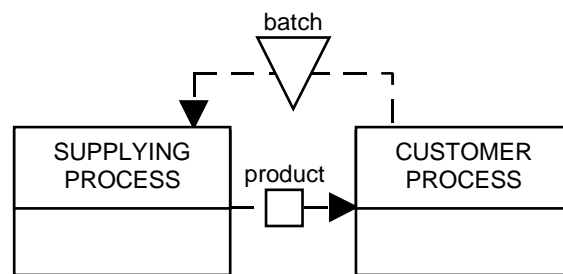 batch
SUPPLYING
PROCESS
product
CUSTOMER
PROCESS